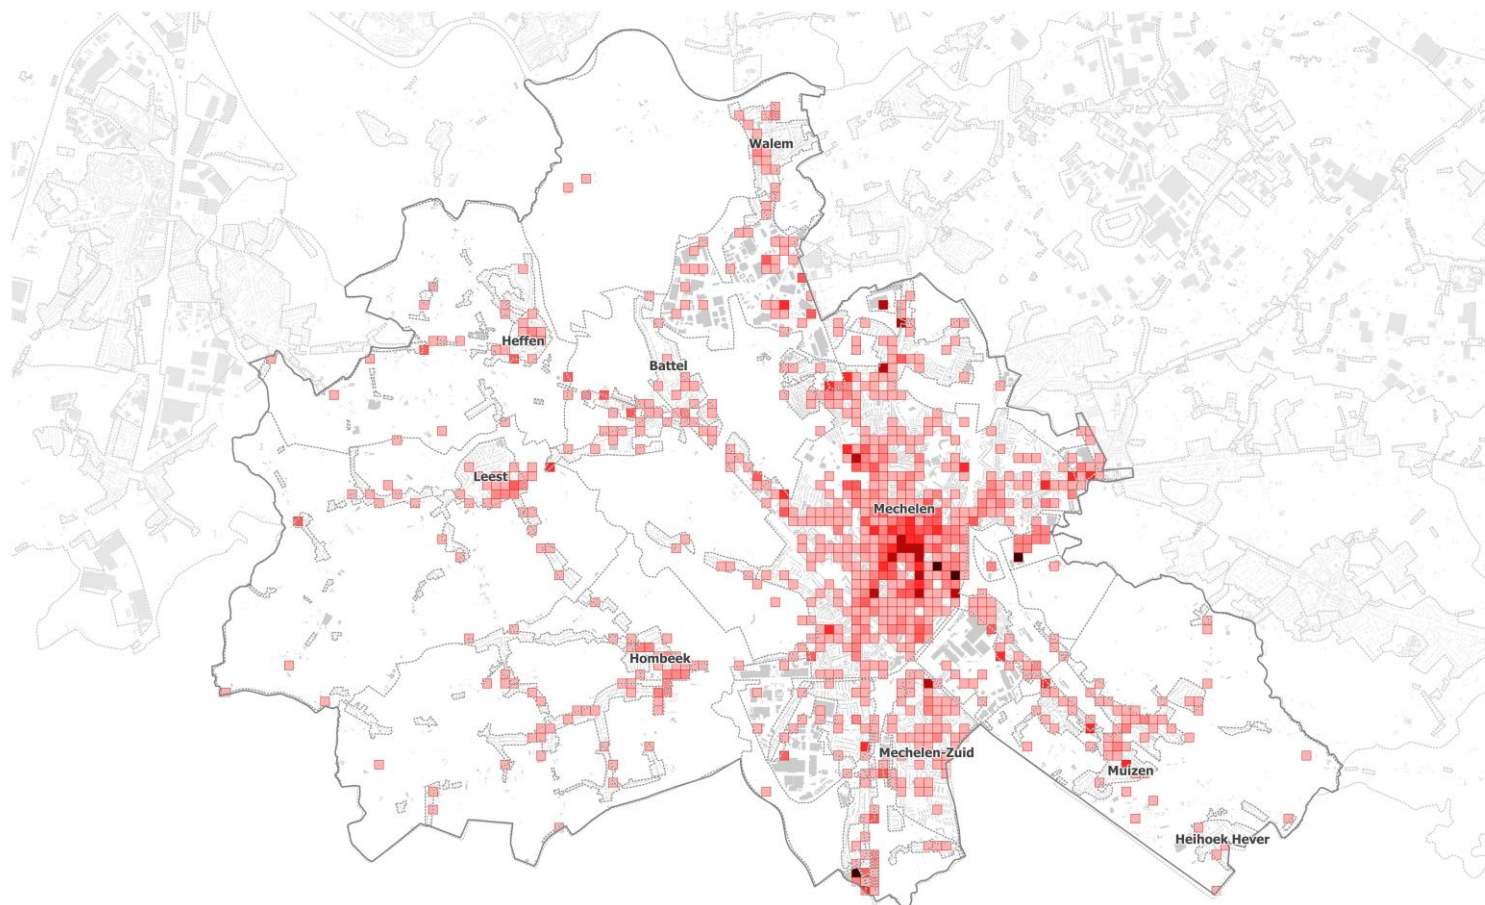 Walem
Heffen
Battel
Leest
Mechelen
Hombeek
Mechelen-Zuid
Muizen
Heihoek Hever